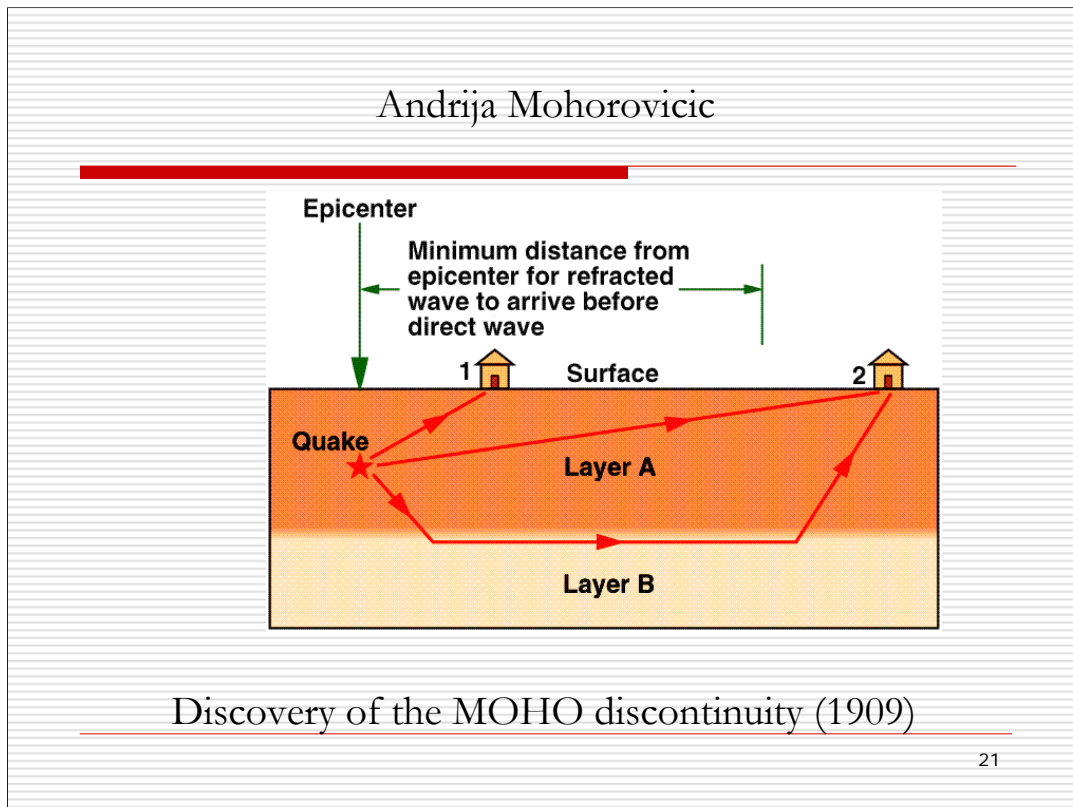 Andrija Mohorovicic
Epicenter
Minimum distance from
epicenter for refracted
wave to arrive before
direct wave
1
Surface
2
Quake
Layer A
Layer B
Discovery of the MOHO discontinuity (1909)
21